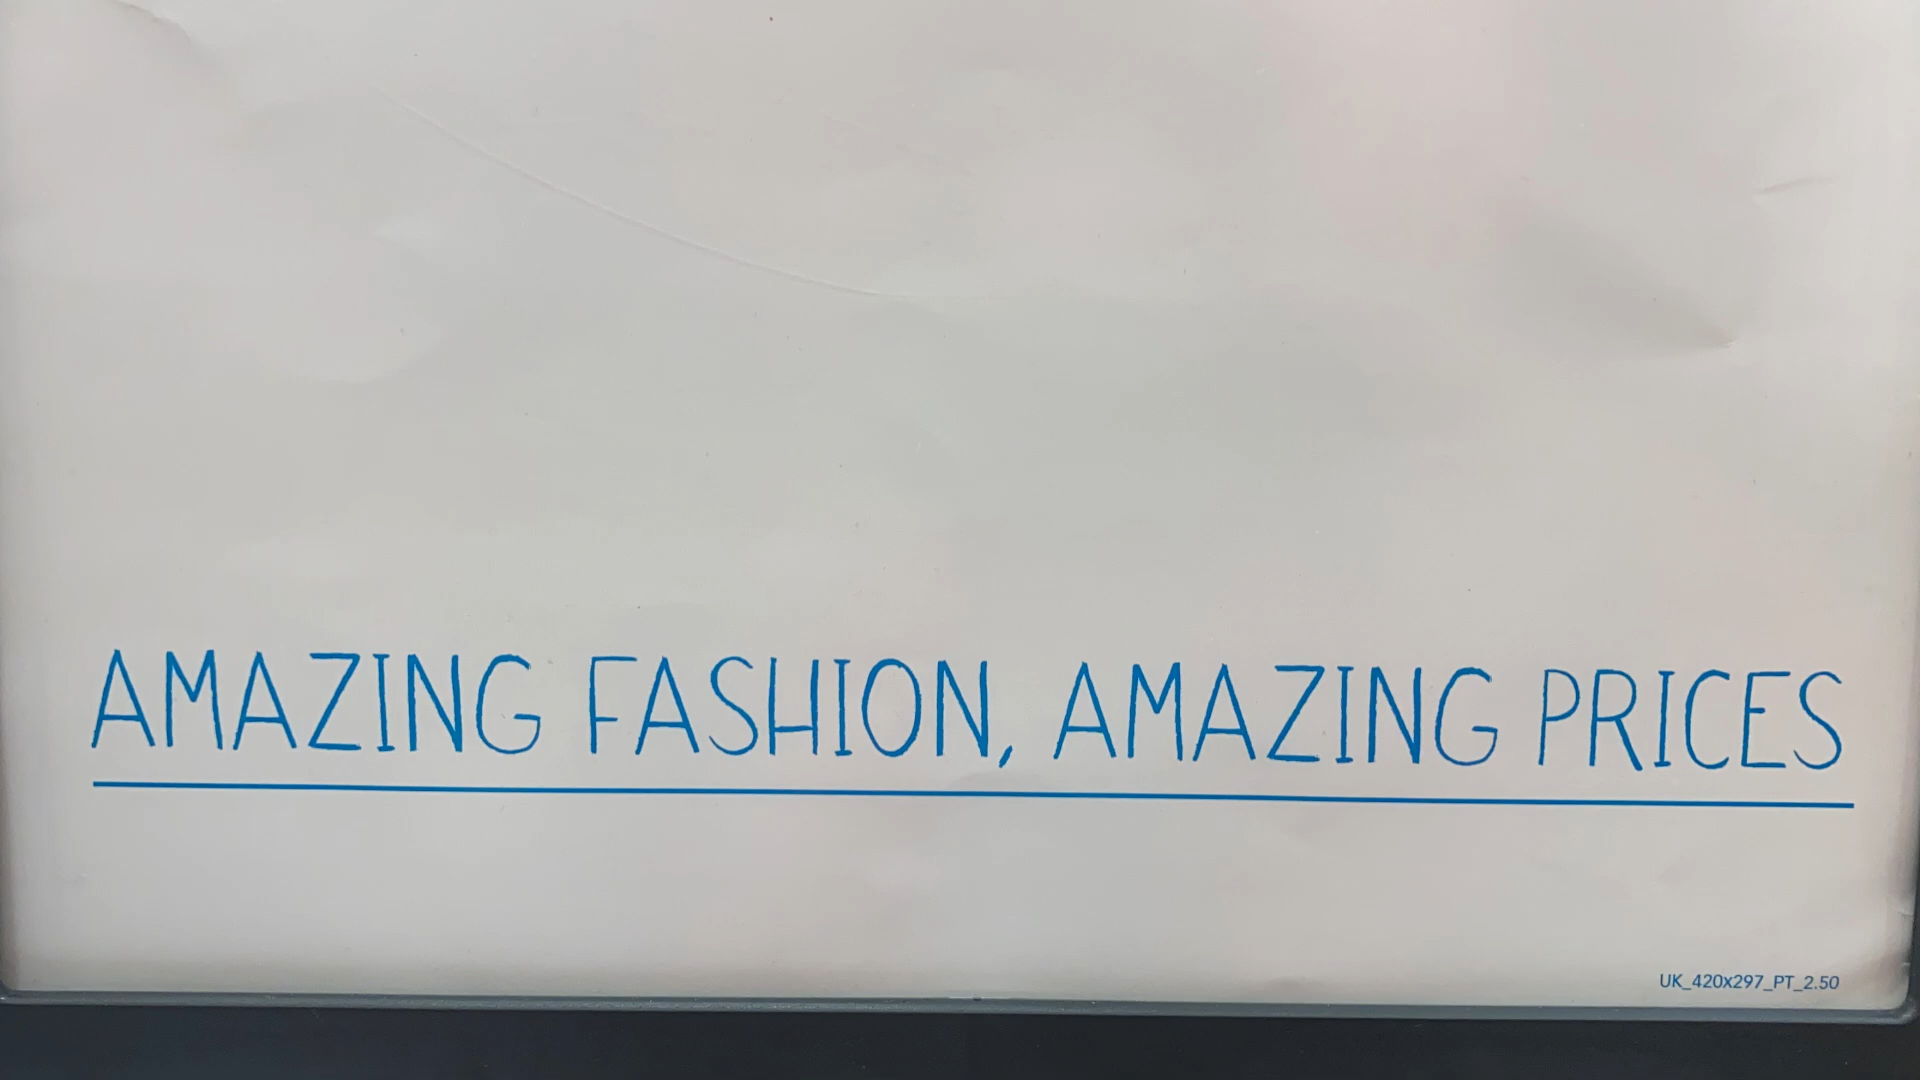 AMAZING FASHION, AMAZING PRICES
UK_420x297_PT_2.50